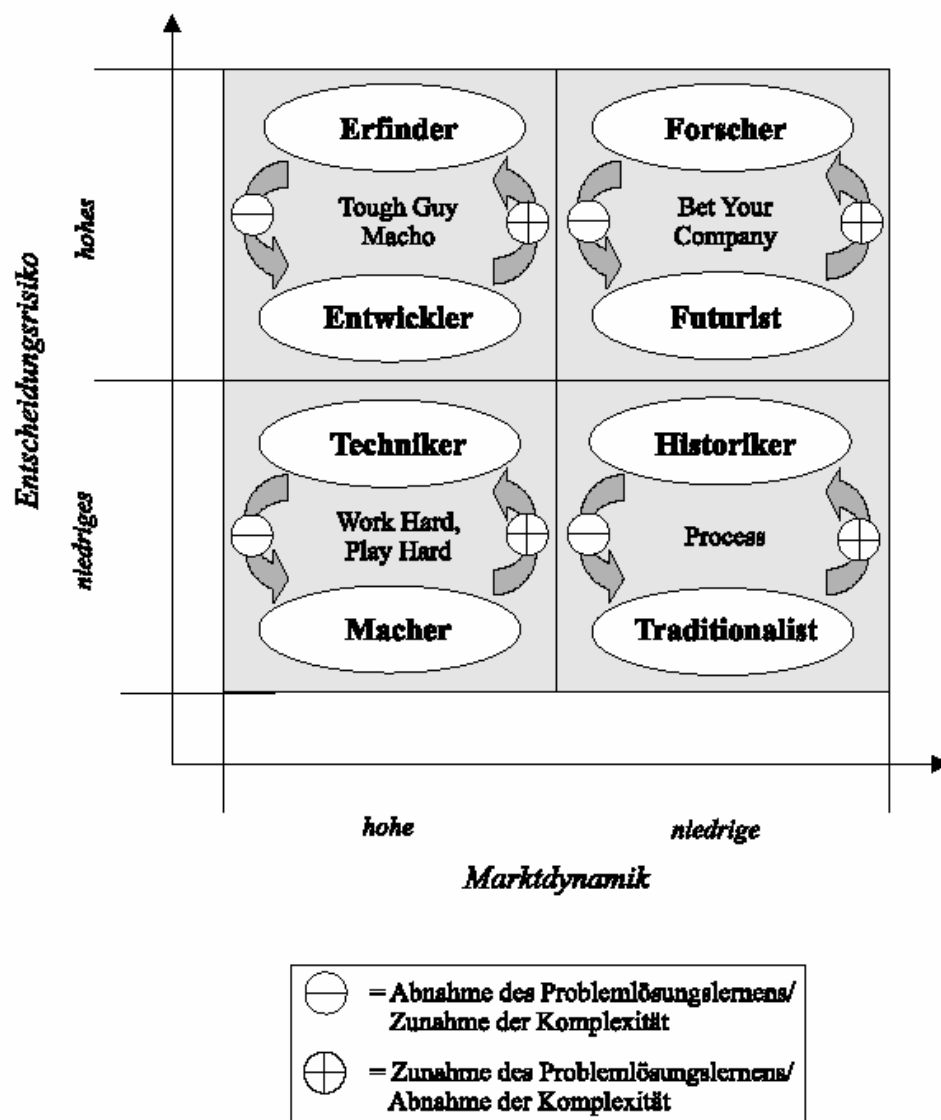 Erfinder
Forscher
Tough Guy
Macho
Bet Your
Company
hohes
Entwickler
Futurist
Entscheidungsrisiko
Techniker
Historiker
Work Hard,
Play Hard
Process
niedriges
Macher
Traditionalist
hohe
niedrige
Marktdynamik
= Abnahme des Problemlösungslernens/
Zunahme der Komplexität
= Zunahme des Problemlösungslernens/
Abnahme der Komplexität